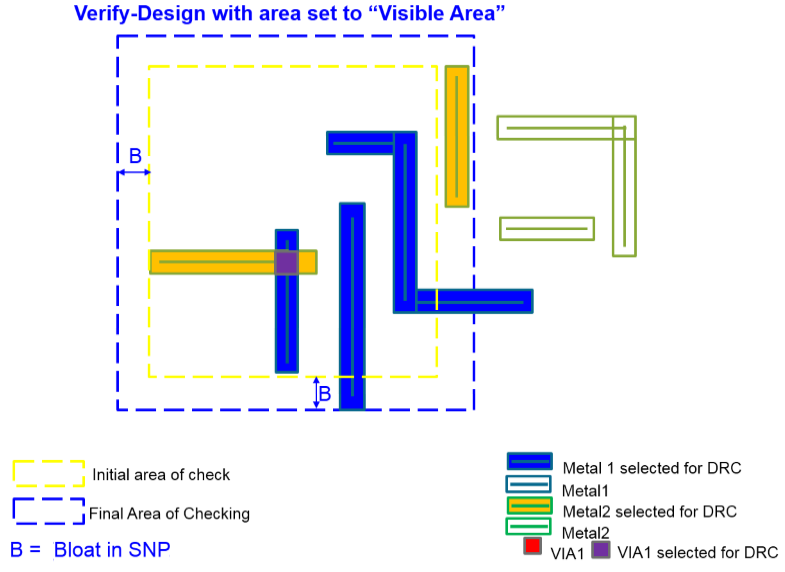 Verify-Design with area set to “Visible Area”
B
B
Initial area of check
Final Area of Checking
B = Bloat in SNP
Metal 1 selected for DRC
Metal1
Metal2 selected for DRC
Metal2
VIA1 VIA1 selected for DRC